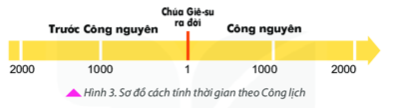 Chúa Giê-su
ra đời
Trước Công nguyên
Công nguyên
2000 1000 1 1000 2000
Hình 3. Sơ đồ cách tính thời gian theo Công lịch